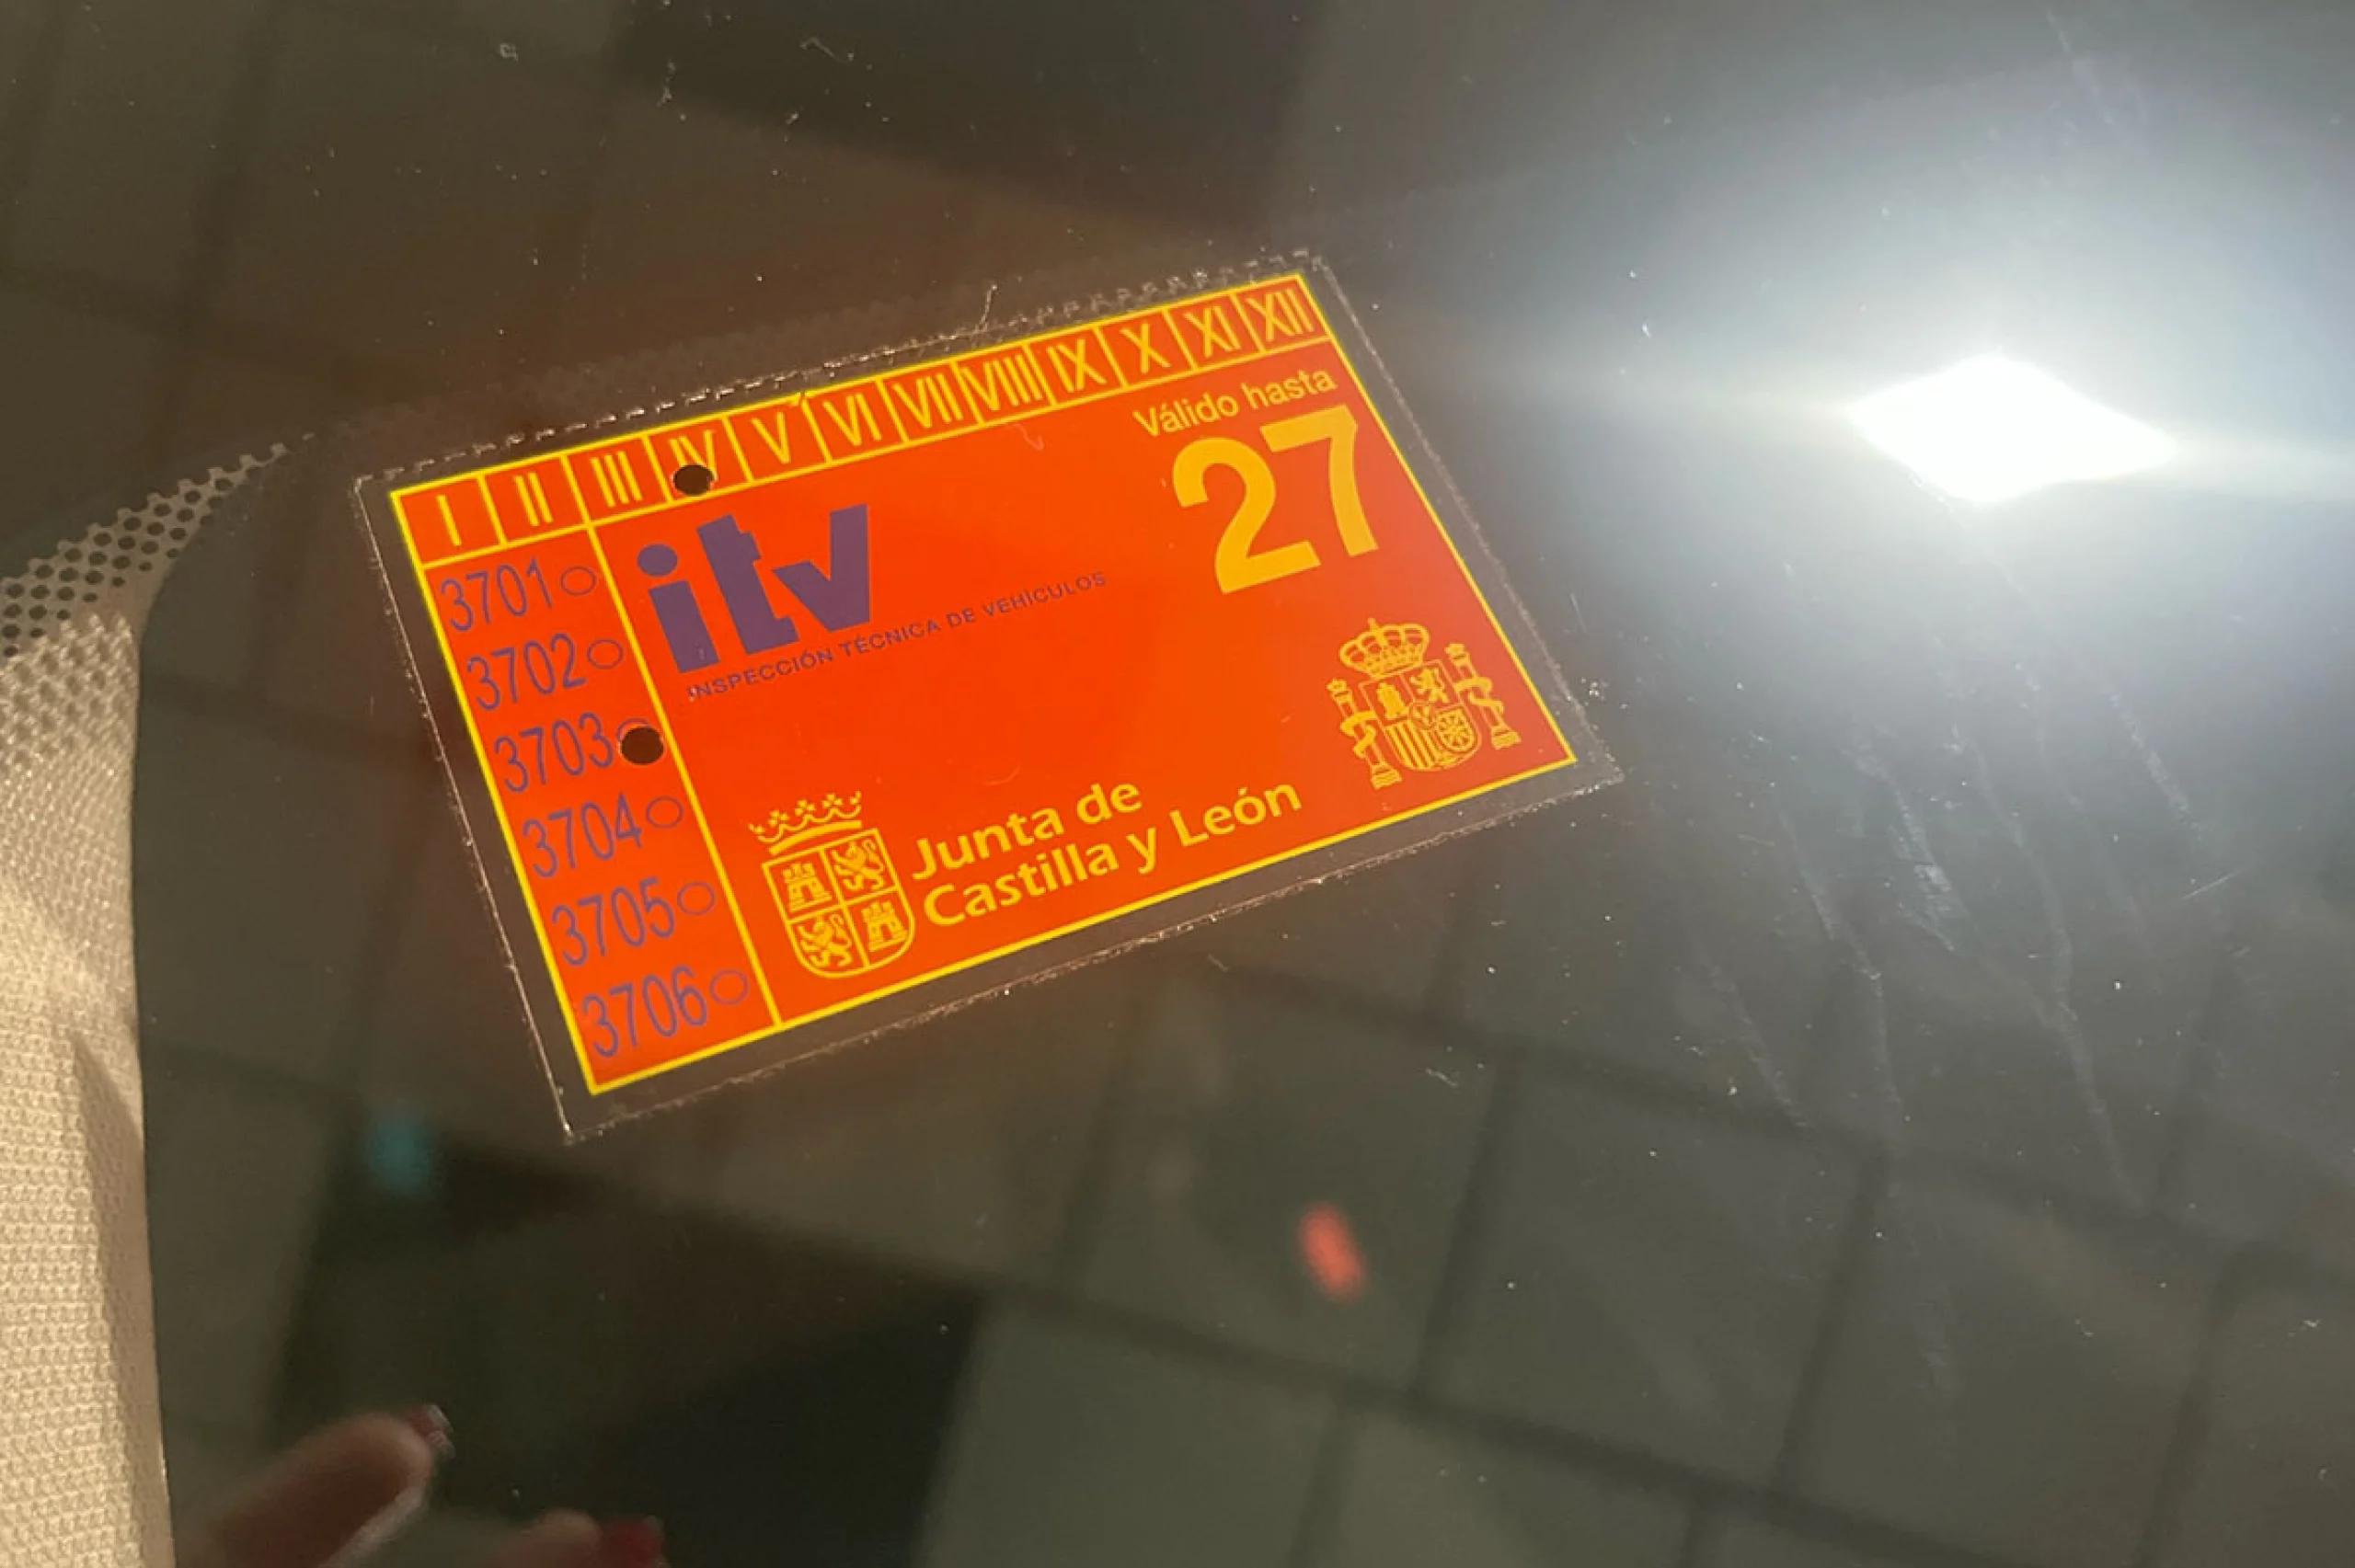 I II III IV V VI VII VIII IX X XI XII
Válido hasta
27
itv
INSPECCIÓN TÉCNICA DE VEHÍCULOS
3701
3702
3703
3704
3705
3706
Junta de
Castilla y León